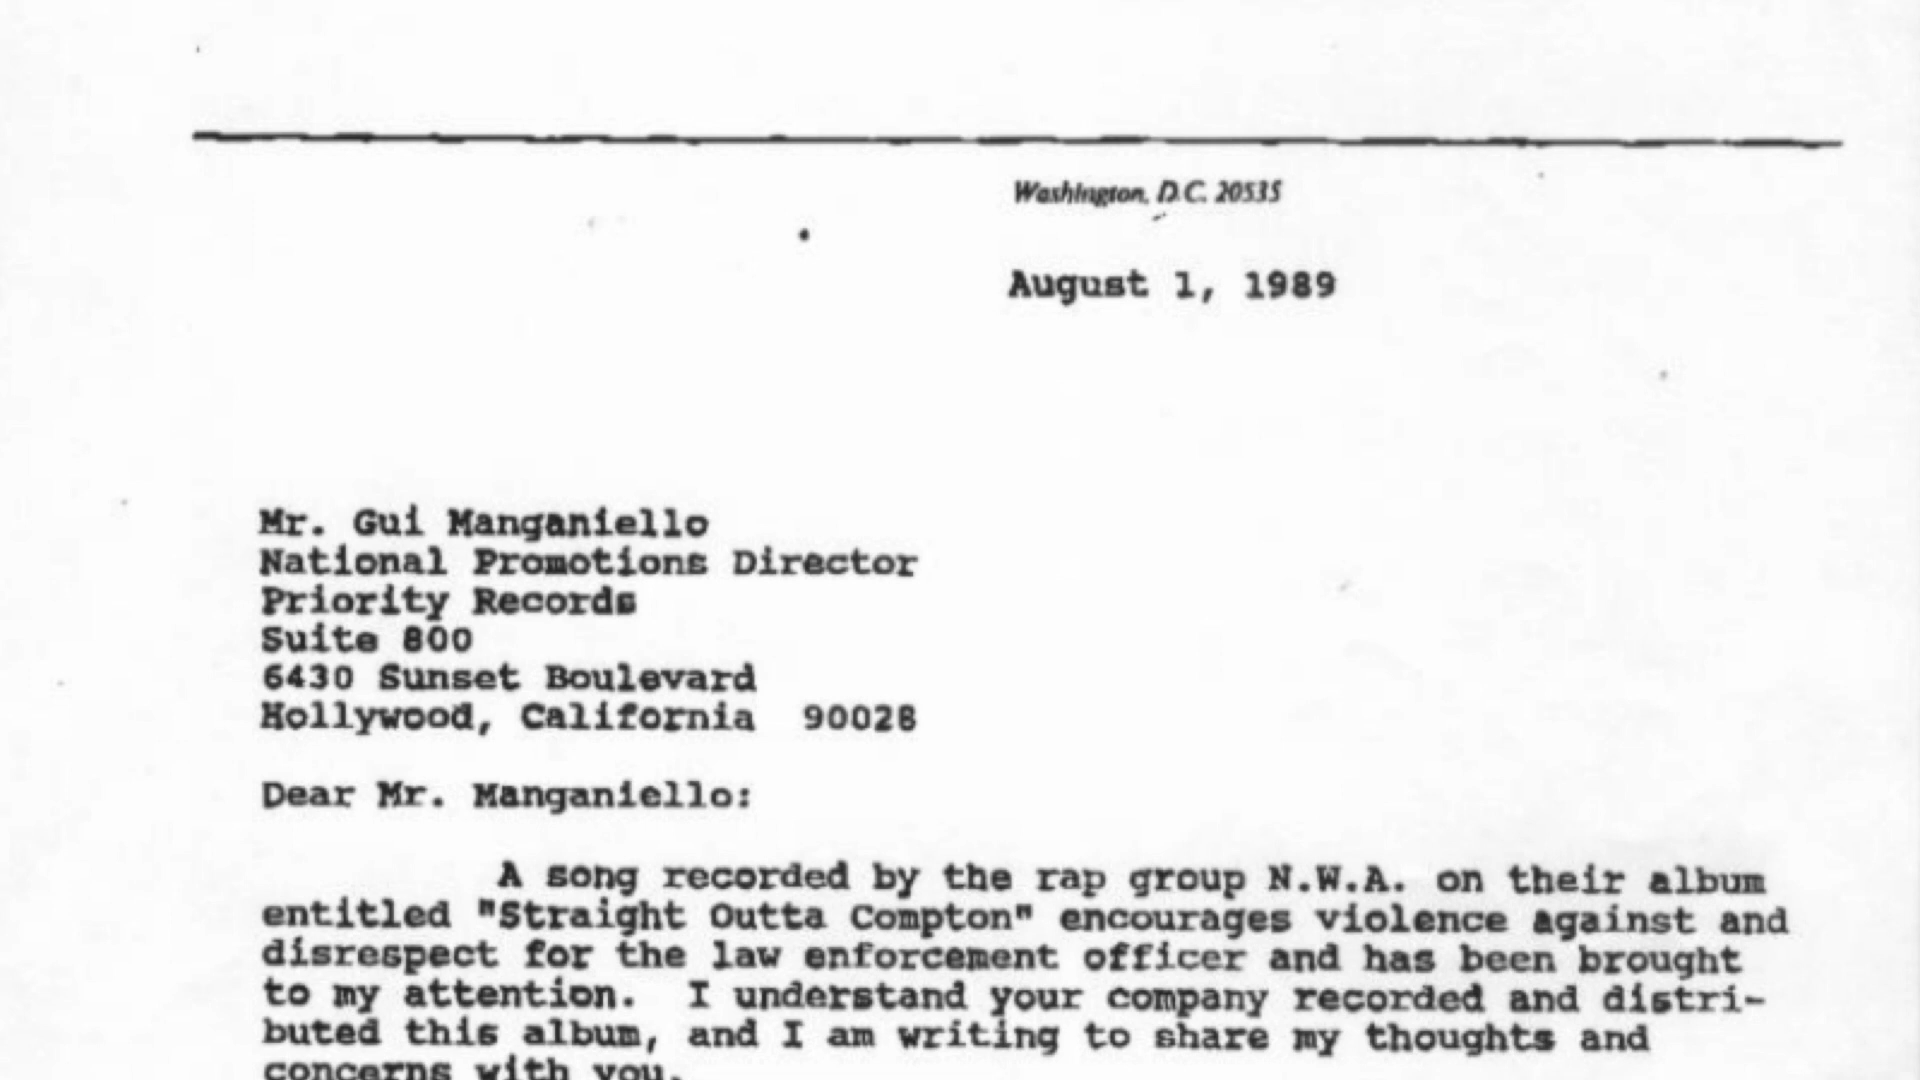 Washington, D.C. 20535
August 1, 1989
Mr. Gui Manganiello
National Promotions Director
Priority Records
Suite 800
6430 Sunset Boulevard
Hollywood, California  90028
Dear Mr. Manganiello:
A song recorded by the rap group N.W.A. on their album
entitled "Straight Outta Compton" encourages violence against and
disrespect for the law enforcement officer and has been brought
to my attention.  I understand your company recorded and distri-
buted this album, and I am writing to share my thoughts and
concerns with you.